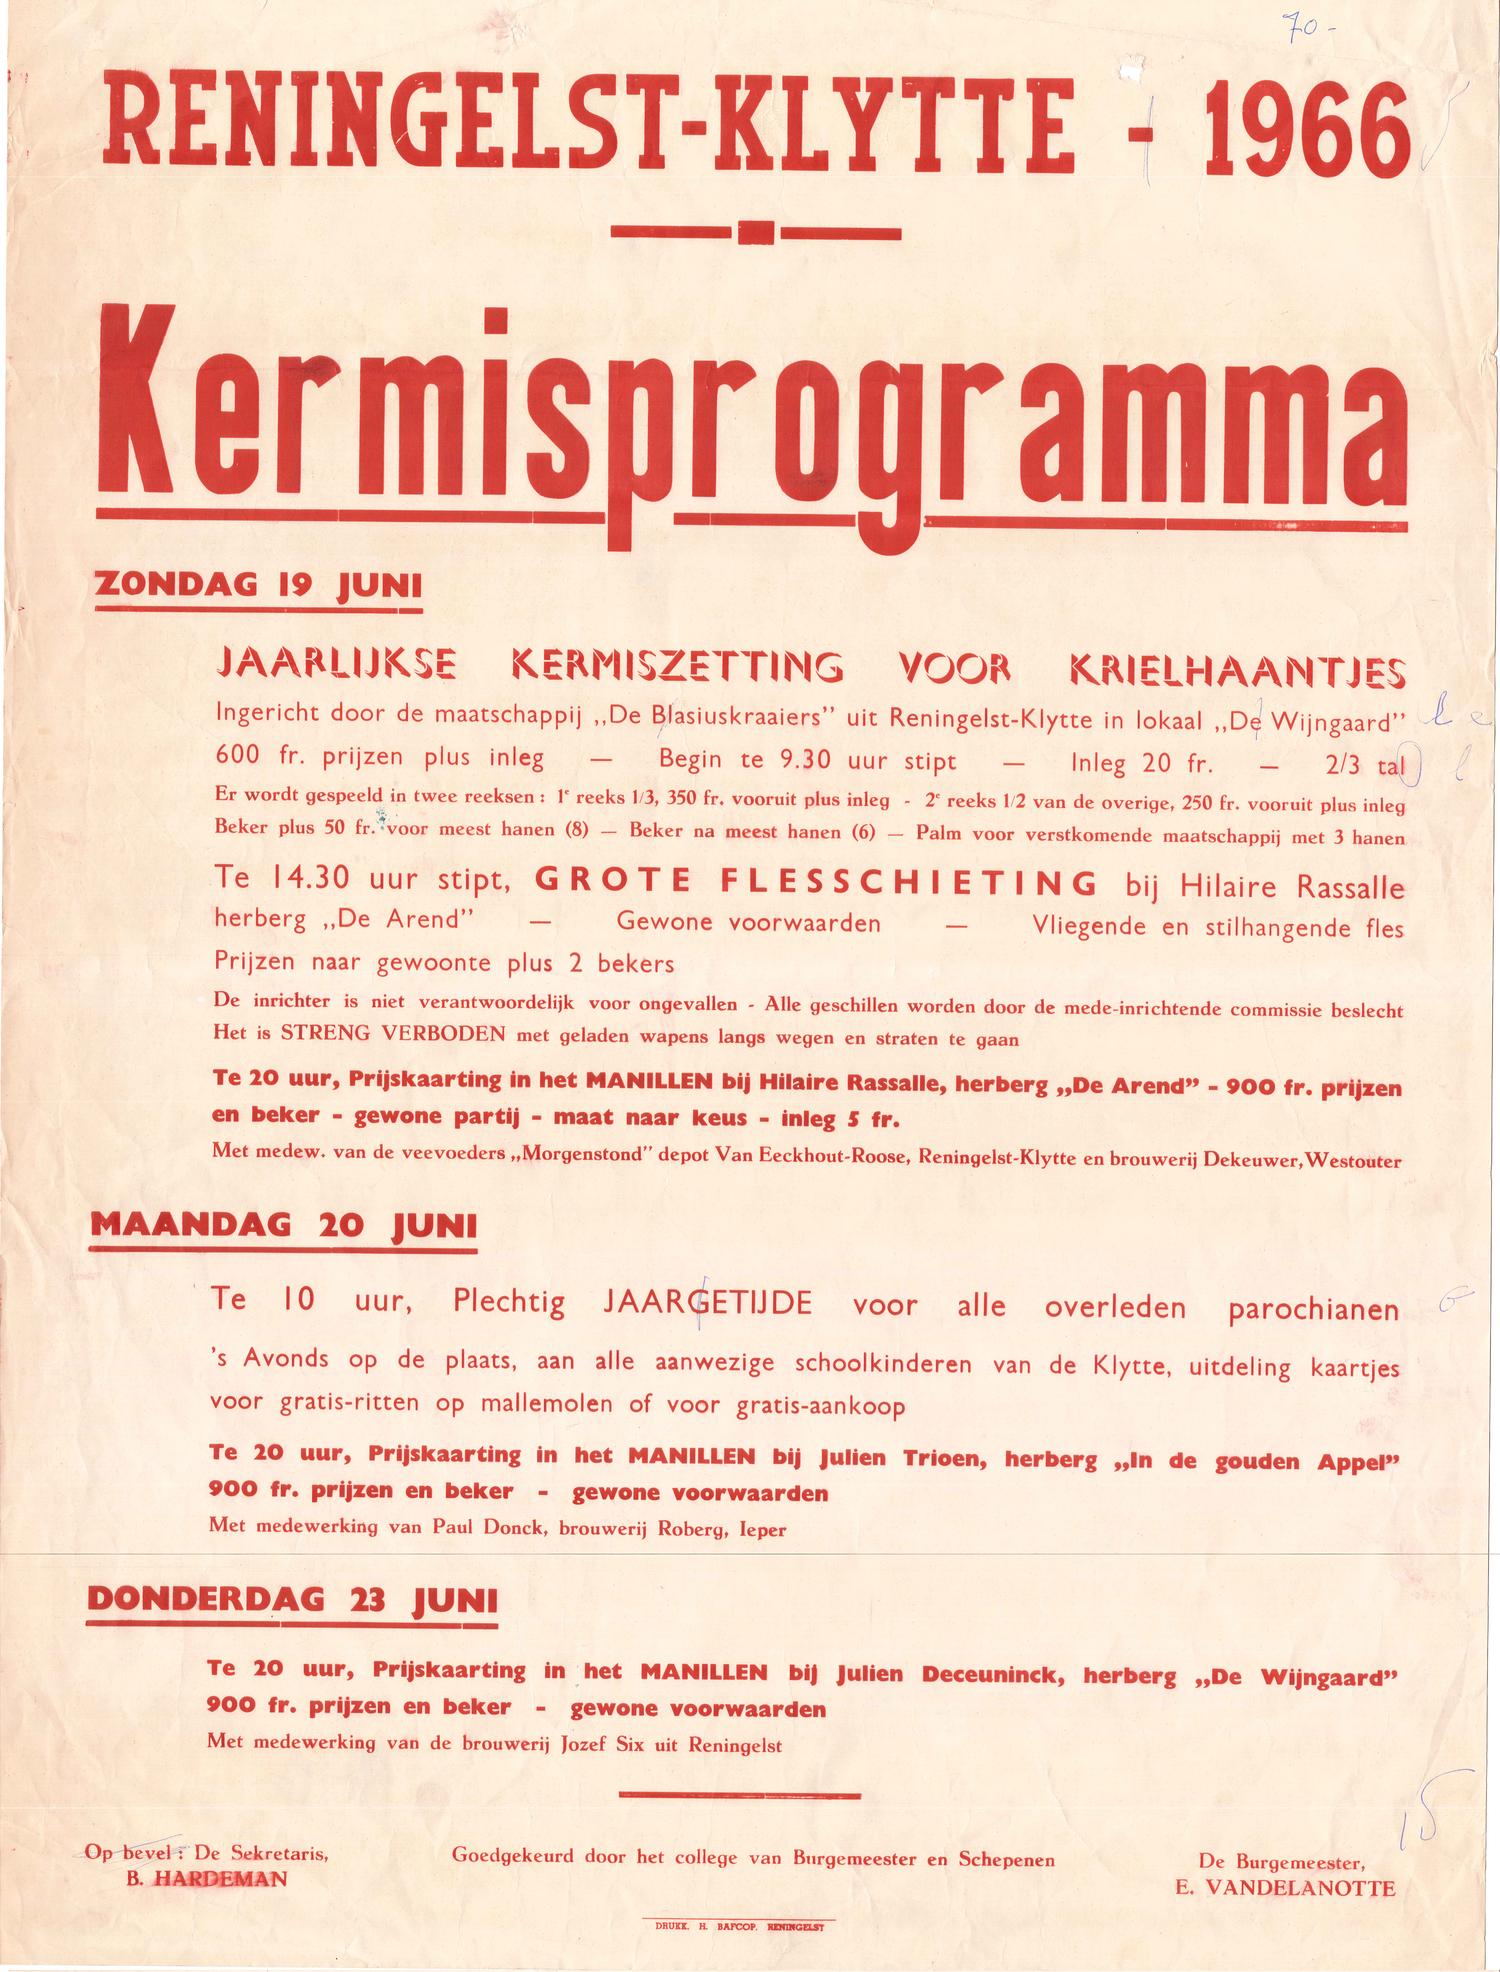 70-
RENINGELST-KLYTTE - 1966
Kermisprogramma
ZONDAG 19 JUNI
JAARLIJKSE KERMISZETTING VOOR KRIELHAANTJES
Ingericht door de maatschappij ,,De Blasiuskraaiers" uit Reningelst-Klytte in lokaal ,,De Wijngaard"
600 fr. prijzen plus inleg — Begin te 9.30 uur stipt — Inleg 20 fr. — 2/3 tal
Er wordt gespeeld in twee reeksen : 1e reeks 1/3, 350 fr. vooruit plus inleg - 2e reeks 1/2 van de overige, 250 fr. vooruit plus inleg
Beker plus 50 fr. voor meest hanen (8) — Beker na meest hanen (6) — Palm voor verstkomende maatschappij met 3 hanen
Te 14.30 uur stipt, GROTE FLESSCHIETING bij Hilaire Rassalle
herberg ,,De Arend" — Gewone voorwaarden — Vliegende en stilhangende fles
Prijzen naar gewoonte plus 2 bekers
De inrichter is niet verantwoordelijk voor ongevallen - Alle geschillen worden door de mede-inrichtende commissie beslecht
Het is STRENG VERBODEN met geladen wapens langs wegen en straten te gaan
Te 20 uur, Prijskaarting in het MANILLEN bij Hilaire Rassalle, herberg ,,De Arend" - 900 fr. prijzen
en beker - gewone partij - maat naar keus - inleg 5 fr.
Met medew. van de veevoeders ,,Morgenstond" depot Van Eeckhout-Roose, Reningelst-Klytte en brouwerij Dekeuwer, Westouter
MAANDAG 20 JUNI
Te 10 uur, Plechtig JAARGETIJDE voor alle overleden parochianen
's Avonds op de plaats, aan alle aanwezige schoolkinderen van de Klytte, uitdeling kaartjes
voor gratis-ritten op mallemolen of voor gratis-aankoop
Te 20 uur, Prijskaarting in het MANILLEN bij Julien Trioen, herberg ,,In de gouden Appel"
900 fr. prijzen en beker - gewone voorwaarden
Met medewerking van Paul Donck, brouwerij Roberg, Ieper
DONDERDAG 23 JUNI
Te 20 uur, Prijskaarting in het MANILLEN bij Julien Deceuninck, herberg ,,De Wijngaard"
900 fr. prijzen en beker - gewone voorwaarden
Met medewerking van de brouwerij Jozef Six uit Reningelst
15
Op bevel : De Sekretaris,
B. HARDEMAN
Goedgekeurd door het college van Burgemeester en Schepenen
De Burgemeester,
E. VANDELANOTTE
DRUKK. H. BAFCOP. RENINGELST